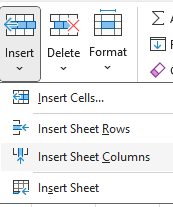 Insert Delete Format
Insert Cells...
Insert Sheet Rows
Insert Sheet Columns
Insert Sheet